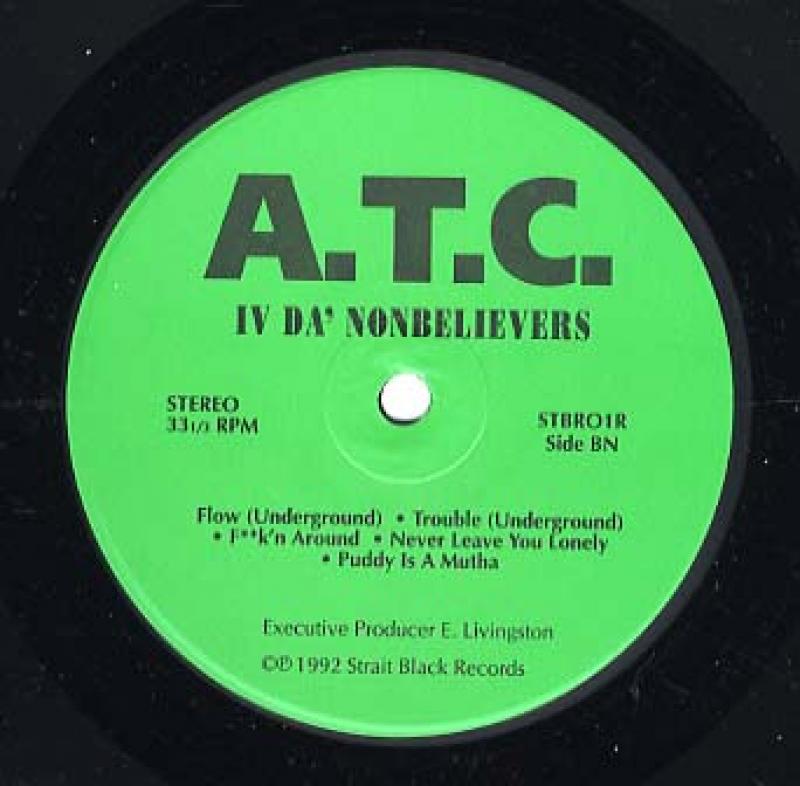 A.T.C.
IV DA' NONBELIEVERS
STEREO
33 1/3 RPM
STBRO1R
Side BN
Flow (Underground) • Trouble (Underground)
• F**k'n Around • Never Leave You Lonely
• Puddy Is A Mutha
Executive Producer E. Livingston
©℗1992 Strait Black Records